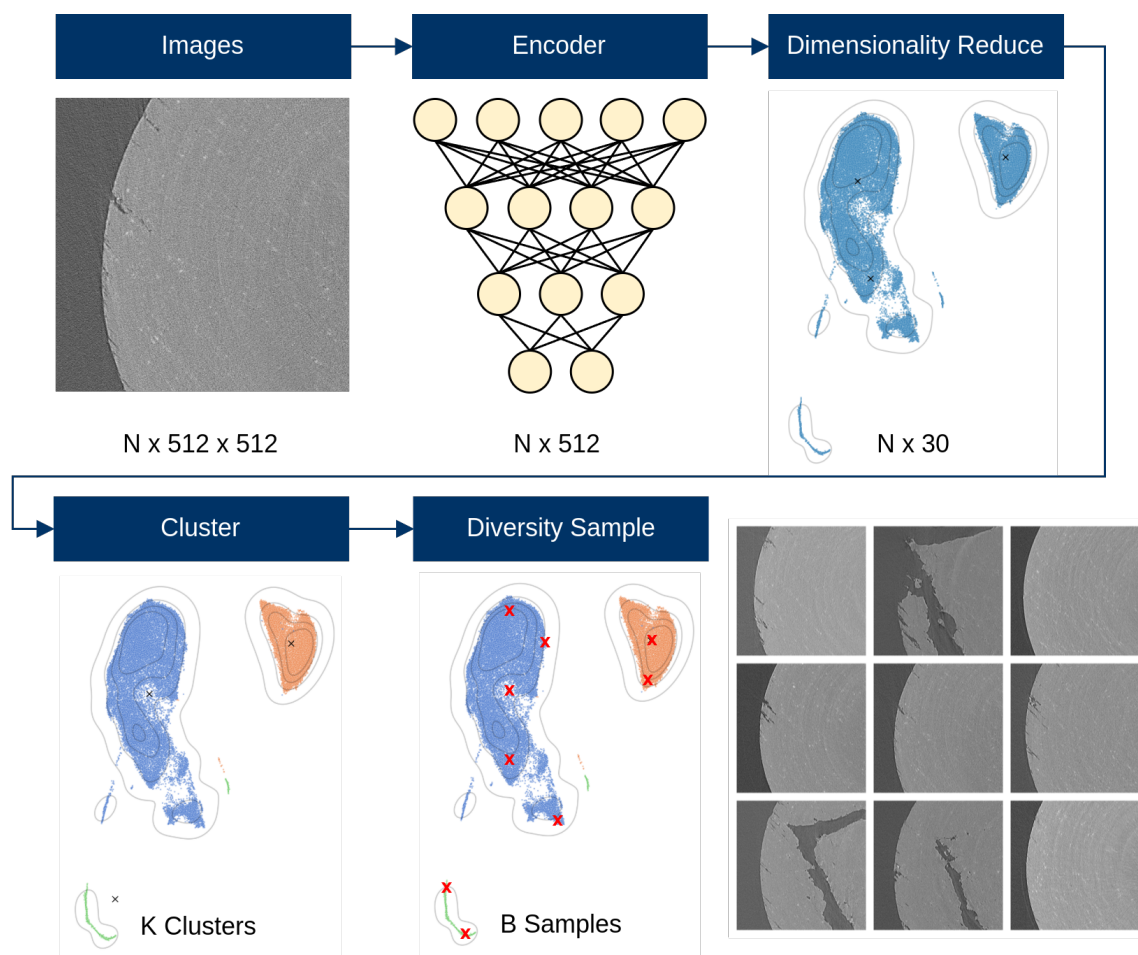 Images
Encoder
Dimensionality Reduce
N x 512 x 512
N x 512
N x 30
Cluster
Diversity Sample
K Clusters
B Samples